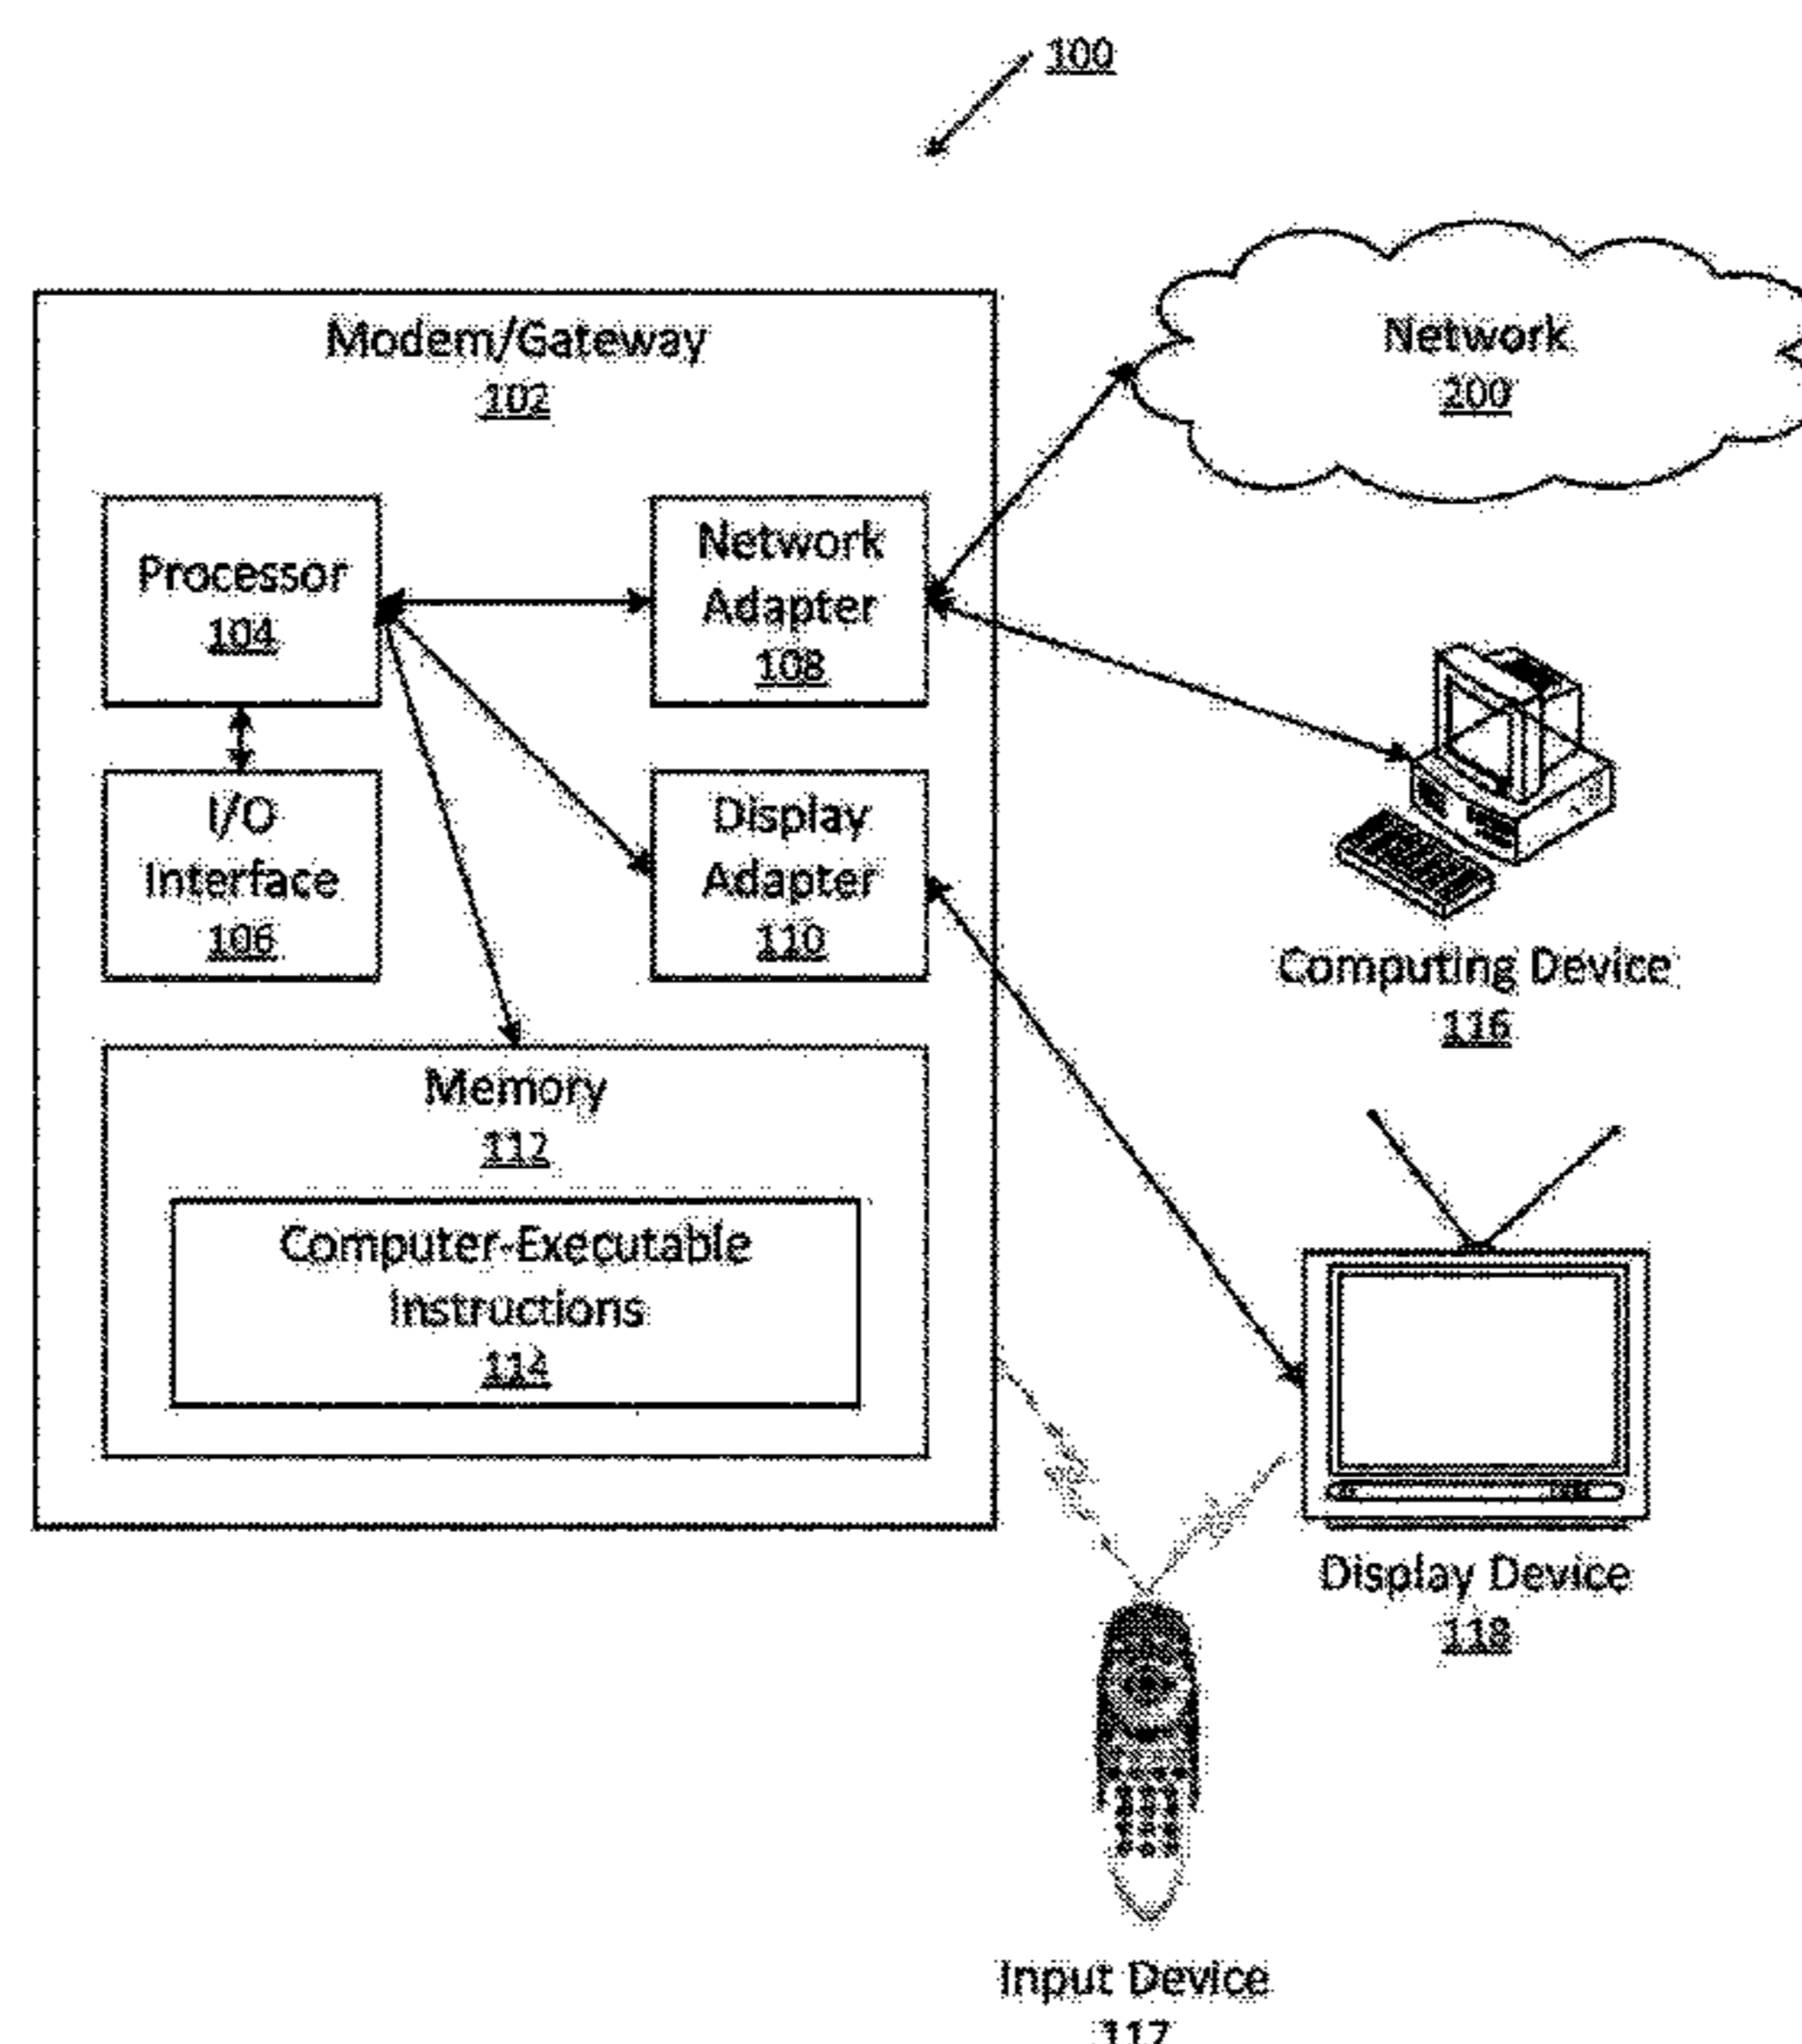 100
Modem/Gateway
102
Network
200
Processor
104
Network
Adapter
108
I/O
Interface
106
Display
Adapter
110
Computing Device
116
Memory
112
Computer-Executable
Instructions
114
Display Device
118
Input Device
117